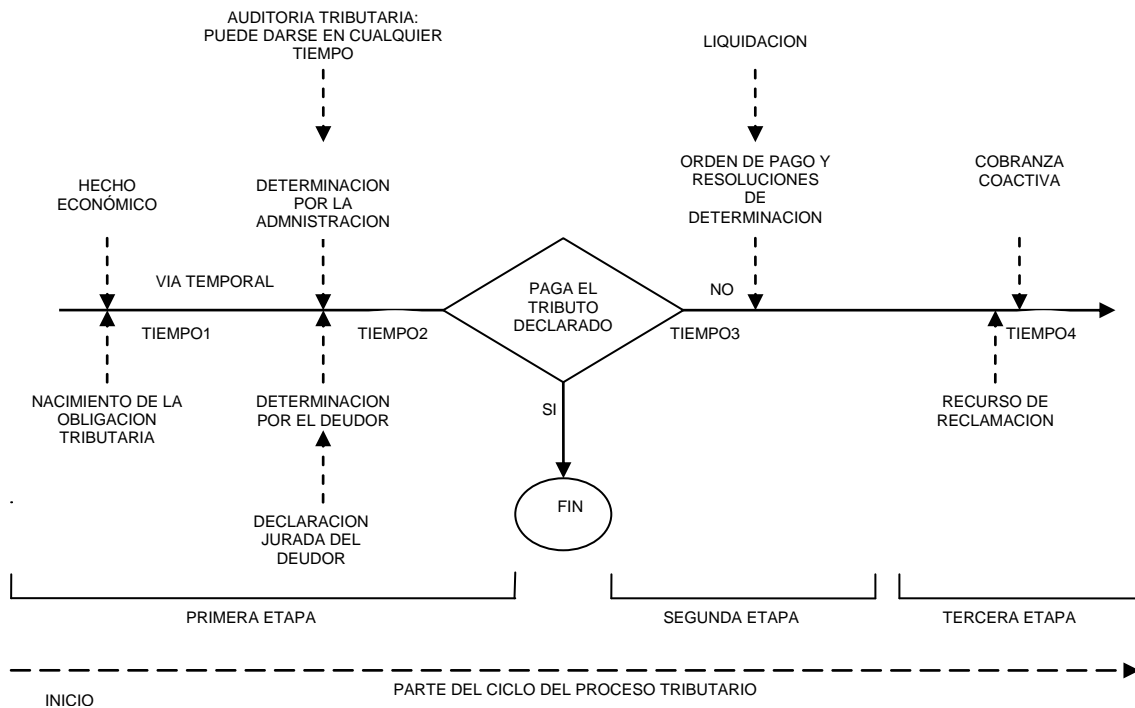 AUDITORIA TRIBUTARIA:
PUEDE DARSE EN CUALQUIER
TIEMPO
LIQUIDACION
HECHO
ECONÓMICO
DETERMINACION
POR LA
ADMNISTRACION
ORDEN DE PAGO Y
RESOLUCIONES
DE
DETERMINACION
COBRANZA
COACTIVA
VIA TEMPORAL
PAGA EL
TRIBUTO
DECLARADO
NO
TIEMPO1
TIEMPO2
TIEMPO3
TIEMPO4
NACIMIENTO DE LA
OBLIGACION
TRIBUTARIA
DETERMINACION
POR EL DEUDOR
SI
RECURSO DE
RECLAMACION
FIN
DECLARACION
JURADA DEL
DEUDOR
PRIMERA ETAPA
SEGUNDA ETAPA
TERCERA ETAPA
PARTE DEL CICLO DEL PROCESO TRIBUTARIO
INICIO